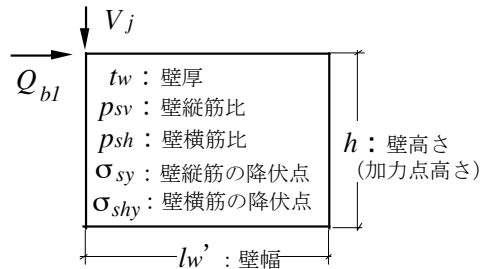 Vj
Qb1
tw：壁厚
psv：壁縦筋比
psh：壁横筋比
σsy：壁縦筋の降伏点
σshy：壁横筋の降伏点
h：壁高さ
(加力点高さ)
lw'：壁幅